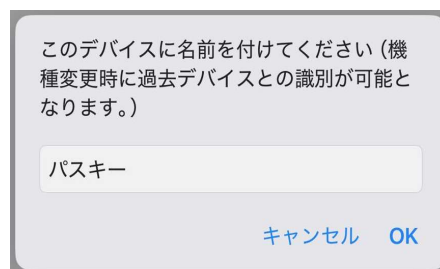 このデバイスに名前を付けてください（機
種変更時に過去デバイスとの識別が可能と
なります。）
パスキー
キャンセル OK